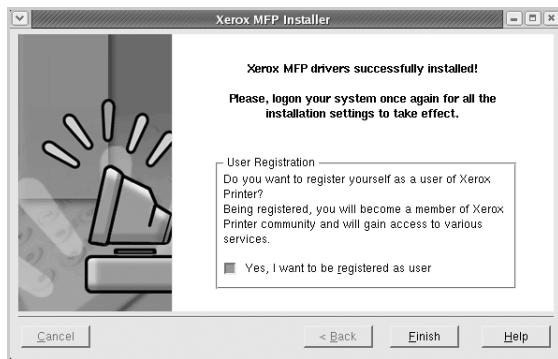 Xerox MFP Installer
Xerox MFP drivers successfully installed!
Please, logon your system once again for all the
installation settings to take effect.
User Registration
Do you want to register yourself as a user of Xerox
Printer?
Being registered, you will become a member of Xerox
Printer community and will gain access to various
services.
Yes, I want to be registered as user
Cancel
< Back
Finish
Help